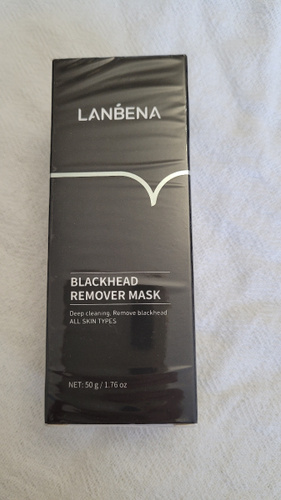 LANBENA
BLACKHEAD
REMOVER MASK
Deep cleaning. Remove blackhead
ALL SKIN TYPES
NET: 50 g / 1.76 oz